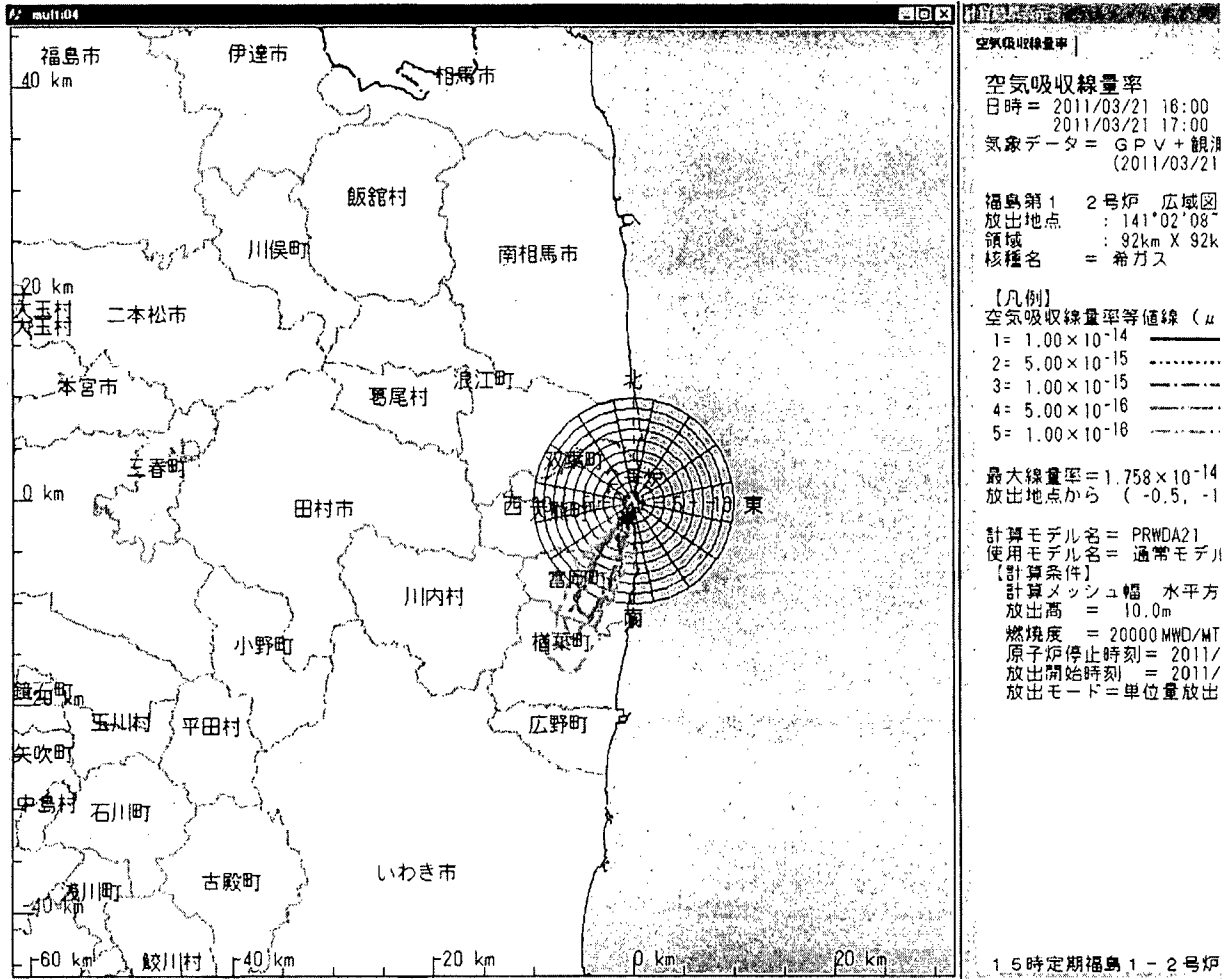 multi:04
福島市
伊達市
相馬市
40 km
飯舘村
川俣町
南相馬市
20 km
大玉村
大玉村
二本松市
本宮市
葛尾村
浪江町
北
三春町
双葉町
0 km
田村市
西
5
10
東
富岡町
川内村
南
小野町
楢葉町
鏡石町
-20 km
玉川村
平田村
広野町
矢吹町
中島村
石川町
いわき市
古殿町
浅川町
-40 km
-60 km
鮫川村
-40 km
-20 km
0 km
20 km
空気吸収線量率
空気吸収線量率
日時= 2011/03/21 16:00
2011/03/21 17:00
気象データ= GPV+観測
(2011/03/21
福島第1 2号炉 広域図
放出地点 : 141°02'08"
領域 : 92km X 92k
核種名 = 希ガス
【凡例】
空気吸収線量率等値線 (μ
1= 1.00×10⁻¹⁴
2= 5.00×10⁻¹⁵
3= 1.00×10⁻¹⁵
4= 5.00×10⁻¹⁶
5= 1.00×10⁻¹⁶
最大線量率=1.758×10⁻¹⁴
放出地点から ( -0.5, -1
計算モデル名= PRWDA21
使用モデル名= 通常モデル
【計算条件】
計算メッシュ幅 水平方
放出高 = 10.0m
燃焼度 = 20000MWD/MT
原子炉停止時刻= 2011/
放出開始時刻 = 2011/
放出モード=単位量放出
15時定期福島1-2号炉